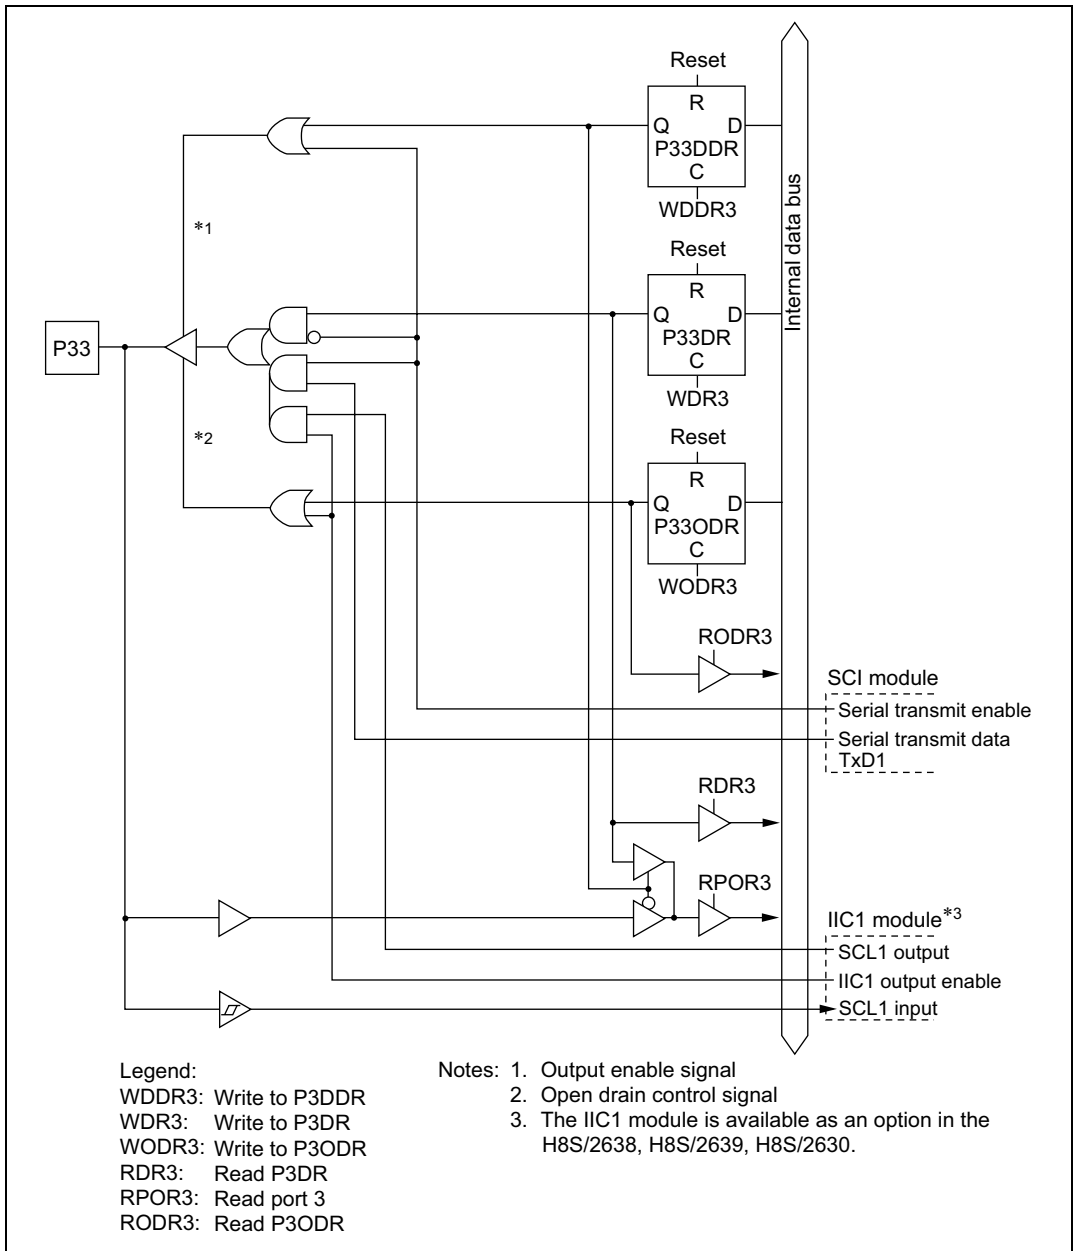 Reset
R
Q D
P33DDR
C
WDDR3
*1
Internal data bus
Reset
R
Q D
P33DR
C
WDR3
P33
*2
Reset
R
Q D
P33ODR
C
WODR3
RODR3
SCI module
Serial transmit enable
Serial transmit data
TxD1
RDR3
RPOR3
IIC1 module*3
SCL1 output
IIC1 output enable
SCL1 input
Legend:
WDDR3: Write to P3DDR
WDR3: Write to P3DR
WODR3: Write to P3ODR
RDR3: Read P3DR
RPOR3: Read port 3
RODR3: Read P3ODR
Notes: 1. Output enable signal
2. Open drain control signal
3. The IIC1 module is available as an option in the
H8S/2638, H8S/2639, H8S/2630.